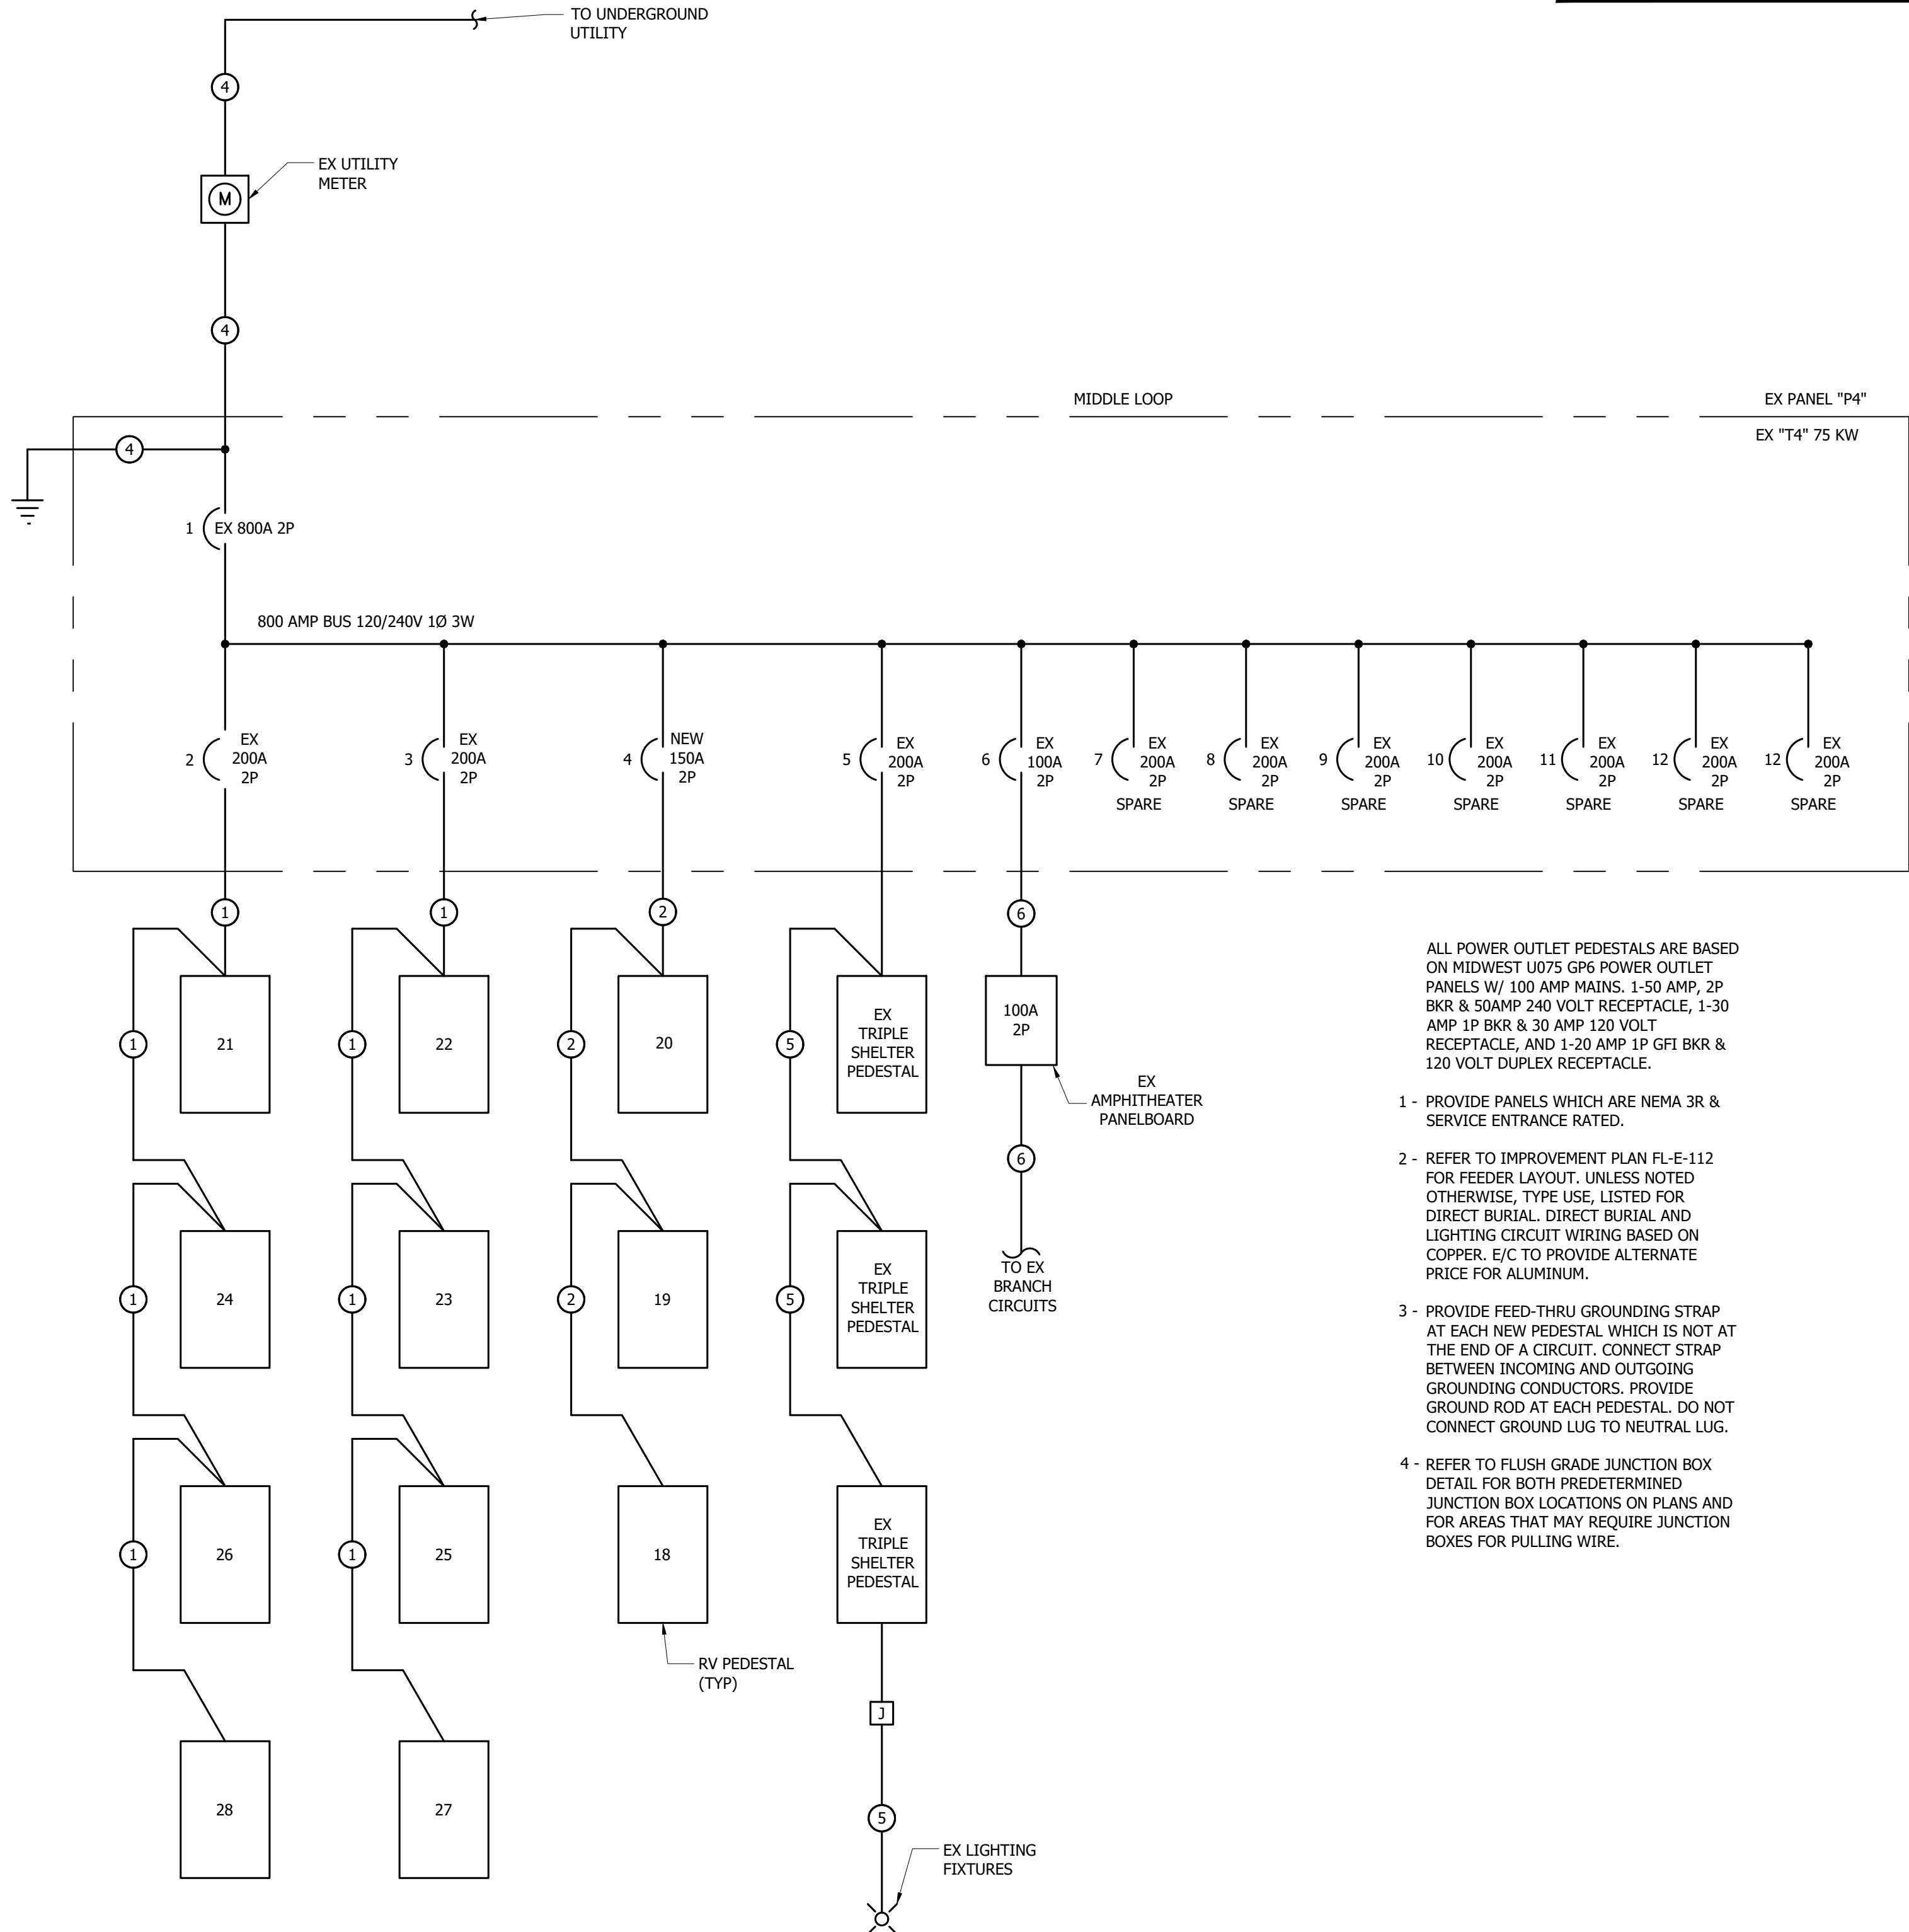 TO UNDERGROUND
UTILITY
4
EX UTILITY
METER
M
4
MIDDLE LOOP
EX PANEL "P4"
EX "T4" 75 KW
4
1 EX 800A 2P
800 AMP BUS 120/240V 1Ø 3W
2
EX
200A
2P
3
EX
200A
2P
4
NEW
150A
2P
5
EX
200A
2P
6
EX
100A
2P
7
EX
200A
2P
SPARE
8
EX
200A
2P
SPARE
9
EX
200A
2P
SPARE
10
EX
200A
2P
SPARE
11
EX
200A
2P
SPARE
12
EX
200A
2P
SPARE
12
EX
200A
2P
SPARE
1
1
21
1
24
1
26
28
1
1
22
1
23
1
25
27
2
2
20
2
19
18
RV PEDESTAL
(TYP)
5
EX
TRIPLE
SHELTER
PEDESTAL
5
EX
TRIPLE
SHELTER
PEDESTAL
EX
TRIPLE
SHELTER
PEDESTAL
J
5
EX LIGHTING
FIXTURES
6
100A
2P
EX
AMPHITHEATER
PANELBOARD
6
TO EX
BRANCH
CIRCUITS
ALL POWER OUTLET PEDESTALS ARE BASED
ON MIDWEST U075 GP6 POWER OUTLET
PANELS W/ 100 AMP MAINS. 1-50 AMP, 2P
BKR & 50AMP 240 VOLT RECEPTACLE, 1-30
AMP 1P BKR & 30 AMP 120 VOLT
RECEPTACLE, AND 1-20 AMP 1P GFI BKR &
120 VOLT DUPLEX RECEPTACLE.
1 - PROVIDE PANELS WHICH ARE NEMA 3R &
SERVICE ENTRANCE RATED.
2 - REFER TO IMPROVEMENT PLAN FL-E-112
FOR FEEDER LAYOUT. UNLESS NOTED
OTHERWISE, TYPE USE, LISTED FOR
DIRECT BURIAL. DIRECT BURIAL AND
LIGHTING CIRCUIT WIRING BASED ON
COPPER. E/C TO PROVIDE ALTERNATE
PRICE FOR ALUMINUM.
3 - PROVIDE FEED-THRU GROUNDING STRAP
AT EACH NEW PEDESTAL WHICH IS NOT AT
THE END OF A CIRCUIT. CONNECT STRAP
BETWEEN INCOMING AND OUTGOING
GROUNDING CONDUCTORS. PROVIDE
GROUND ROD AT EACH PEDESTAL. DO NOT
CONNECT GROUND LUG TO NEUTRAL LUG.
4 - REFER TO FLUSH GRADE JUNCTION BOX
DETAIL FOR BOTH PREDETERMINED
JUNCTION BOX LOCATIONS ON PLANS AND
FOR AREAS THAT MAY REQUIRE JUNCTION
BOXES FOR PULLING WIRE.